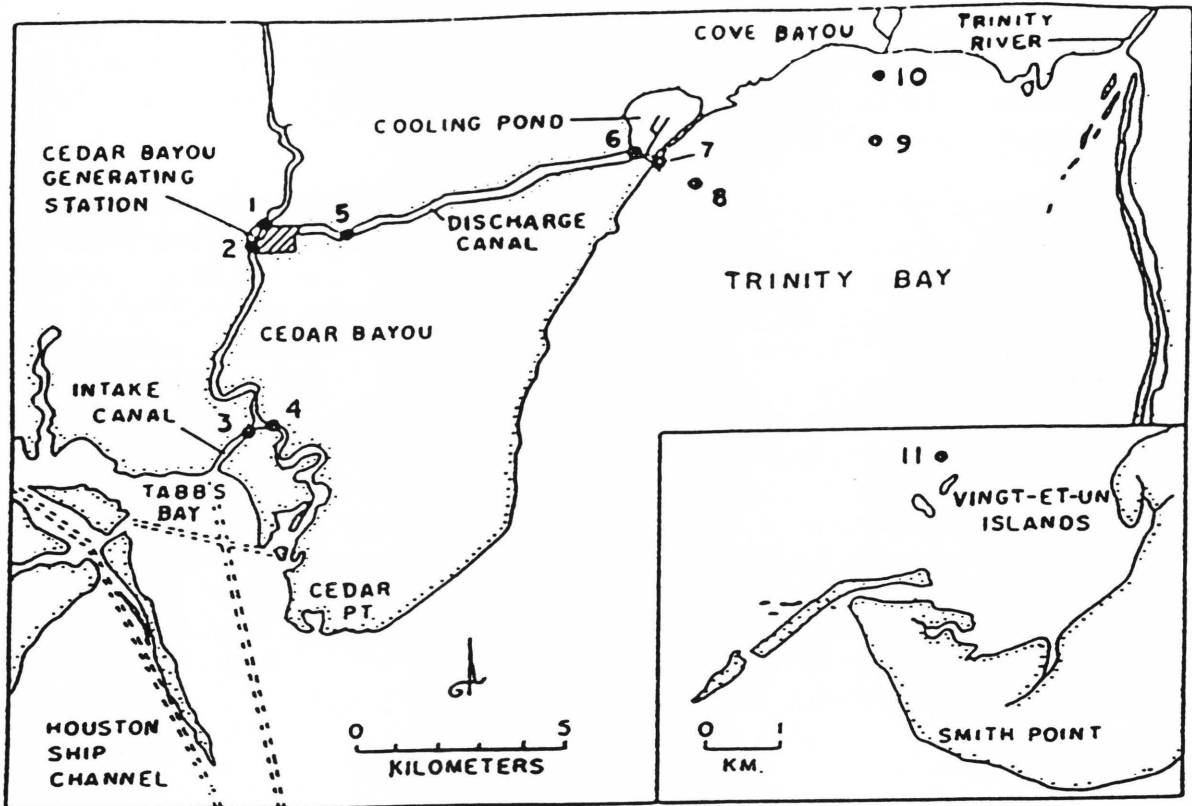 COVE BAYOU
TRINITY
RIVER
10
COOLING POND
6
7
9
8
CEDAR BAYOU
GENERATING
STATION
1
2
5
DISCHARGE
CANAL
TRINITY BAY
CEDAR BAYOU
INTAKE
CANAL
3
4
TABB'S
BAY
CEDAR
PT.
HOUSTON
SHIP
CHANNEL
0 5
KILOMETERS
11
VINGT-ET-UN
ISLANDS
SMITH POINT
0 1
KM.